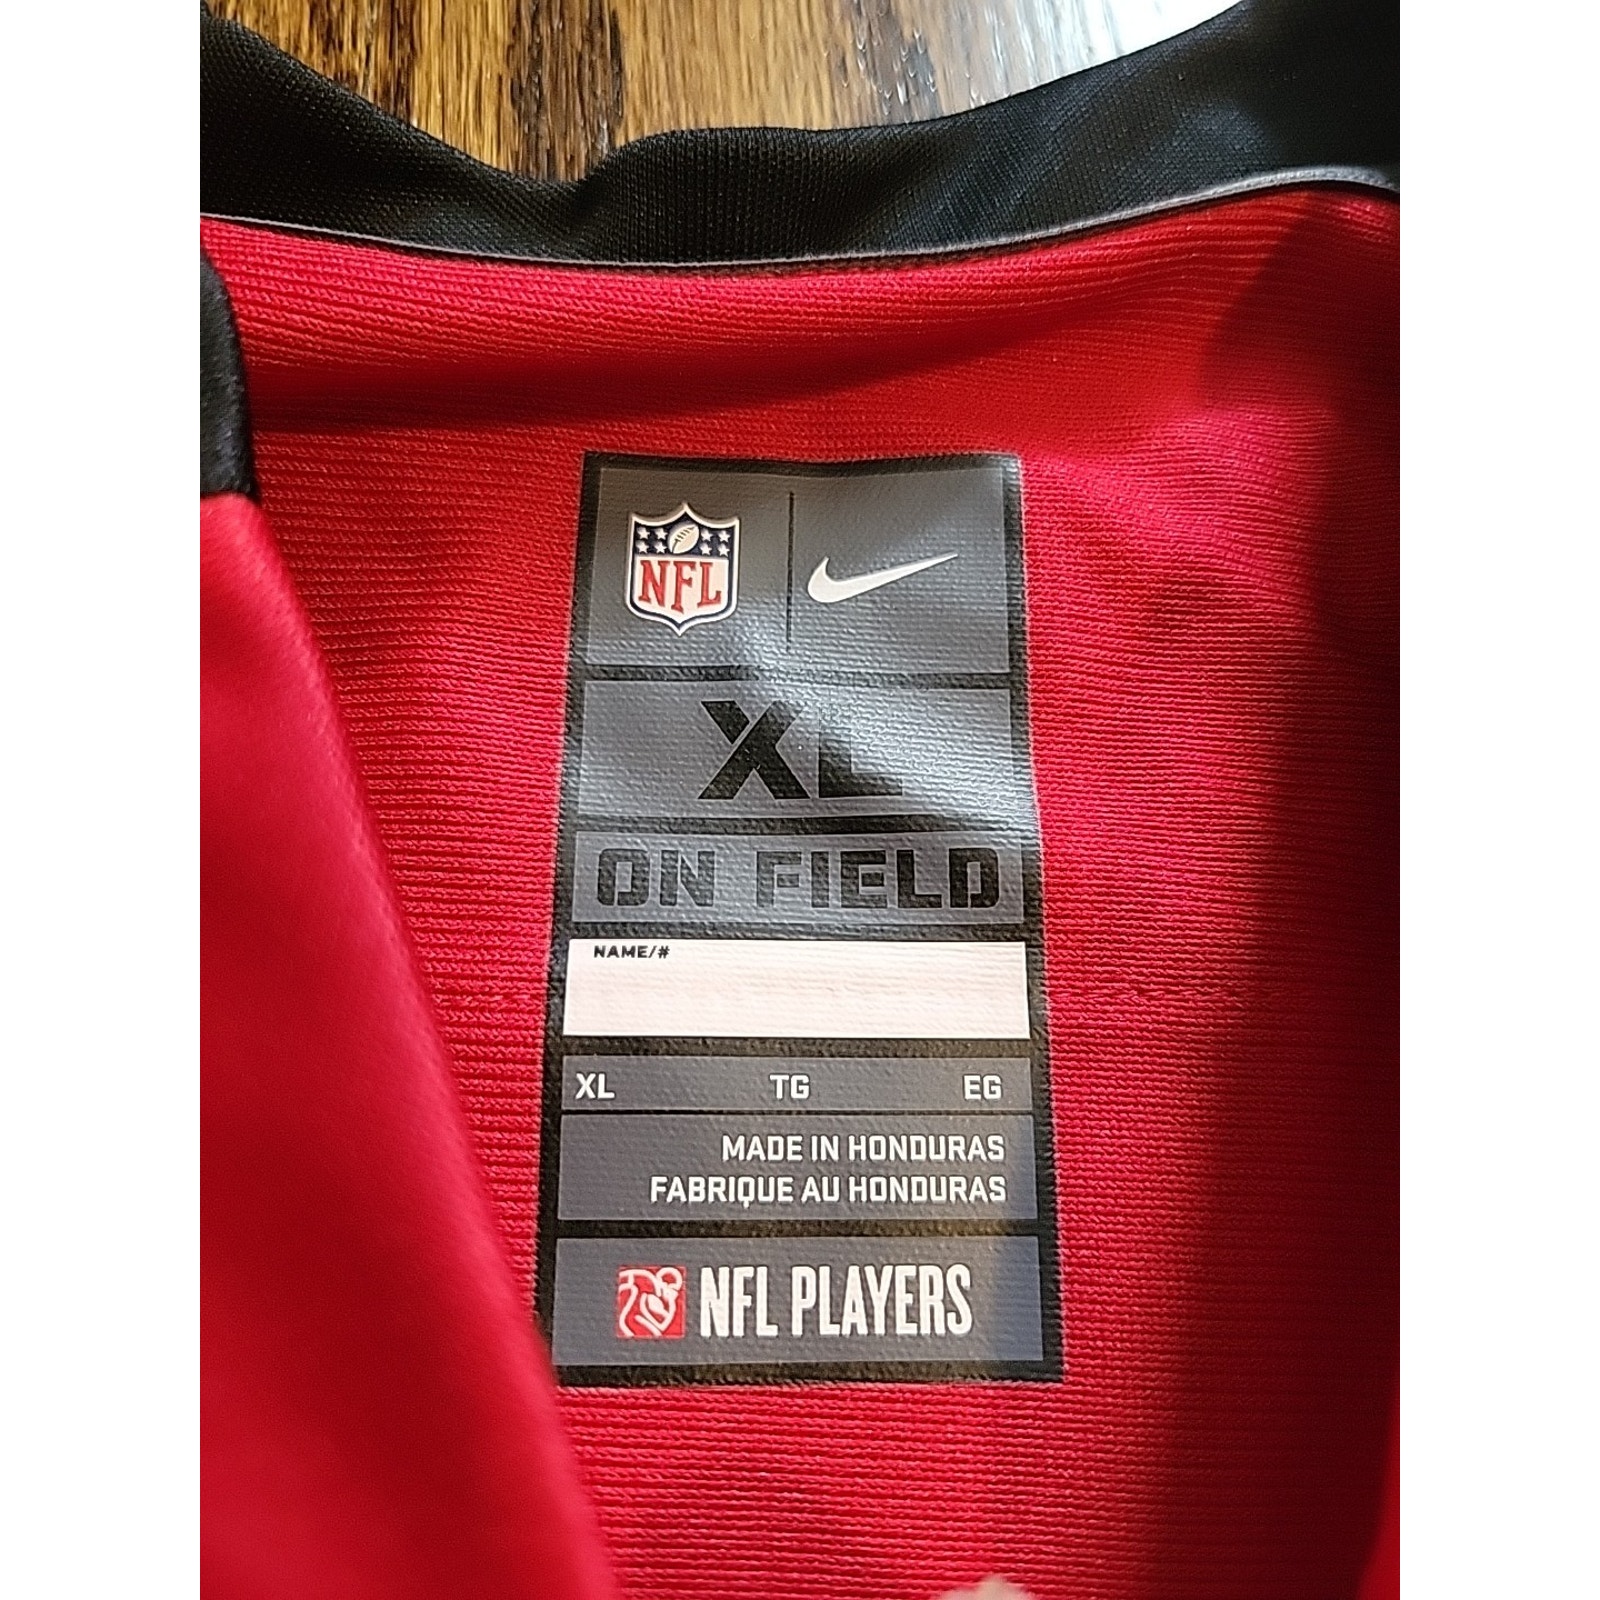 NFL
XL
ON FIELD
NAME/#
XL TG EG
MADE IN HONDURAS
FABRIQUE AU HONDURAS
NFL PLAYERS